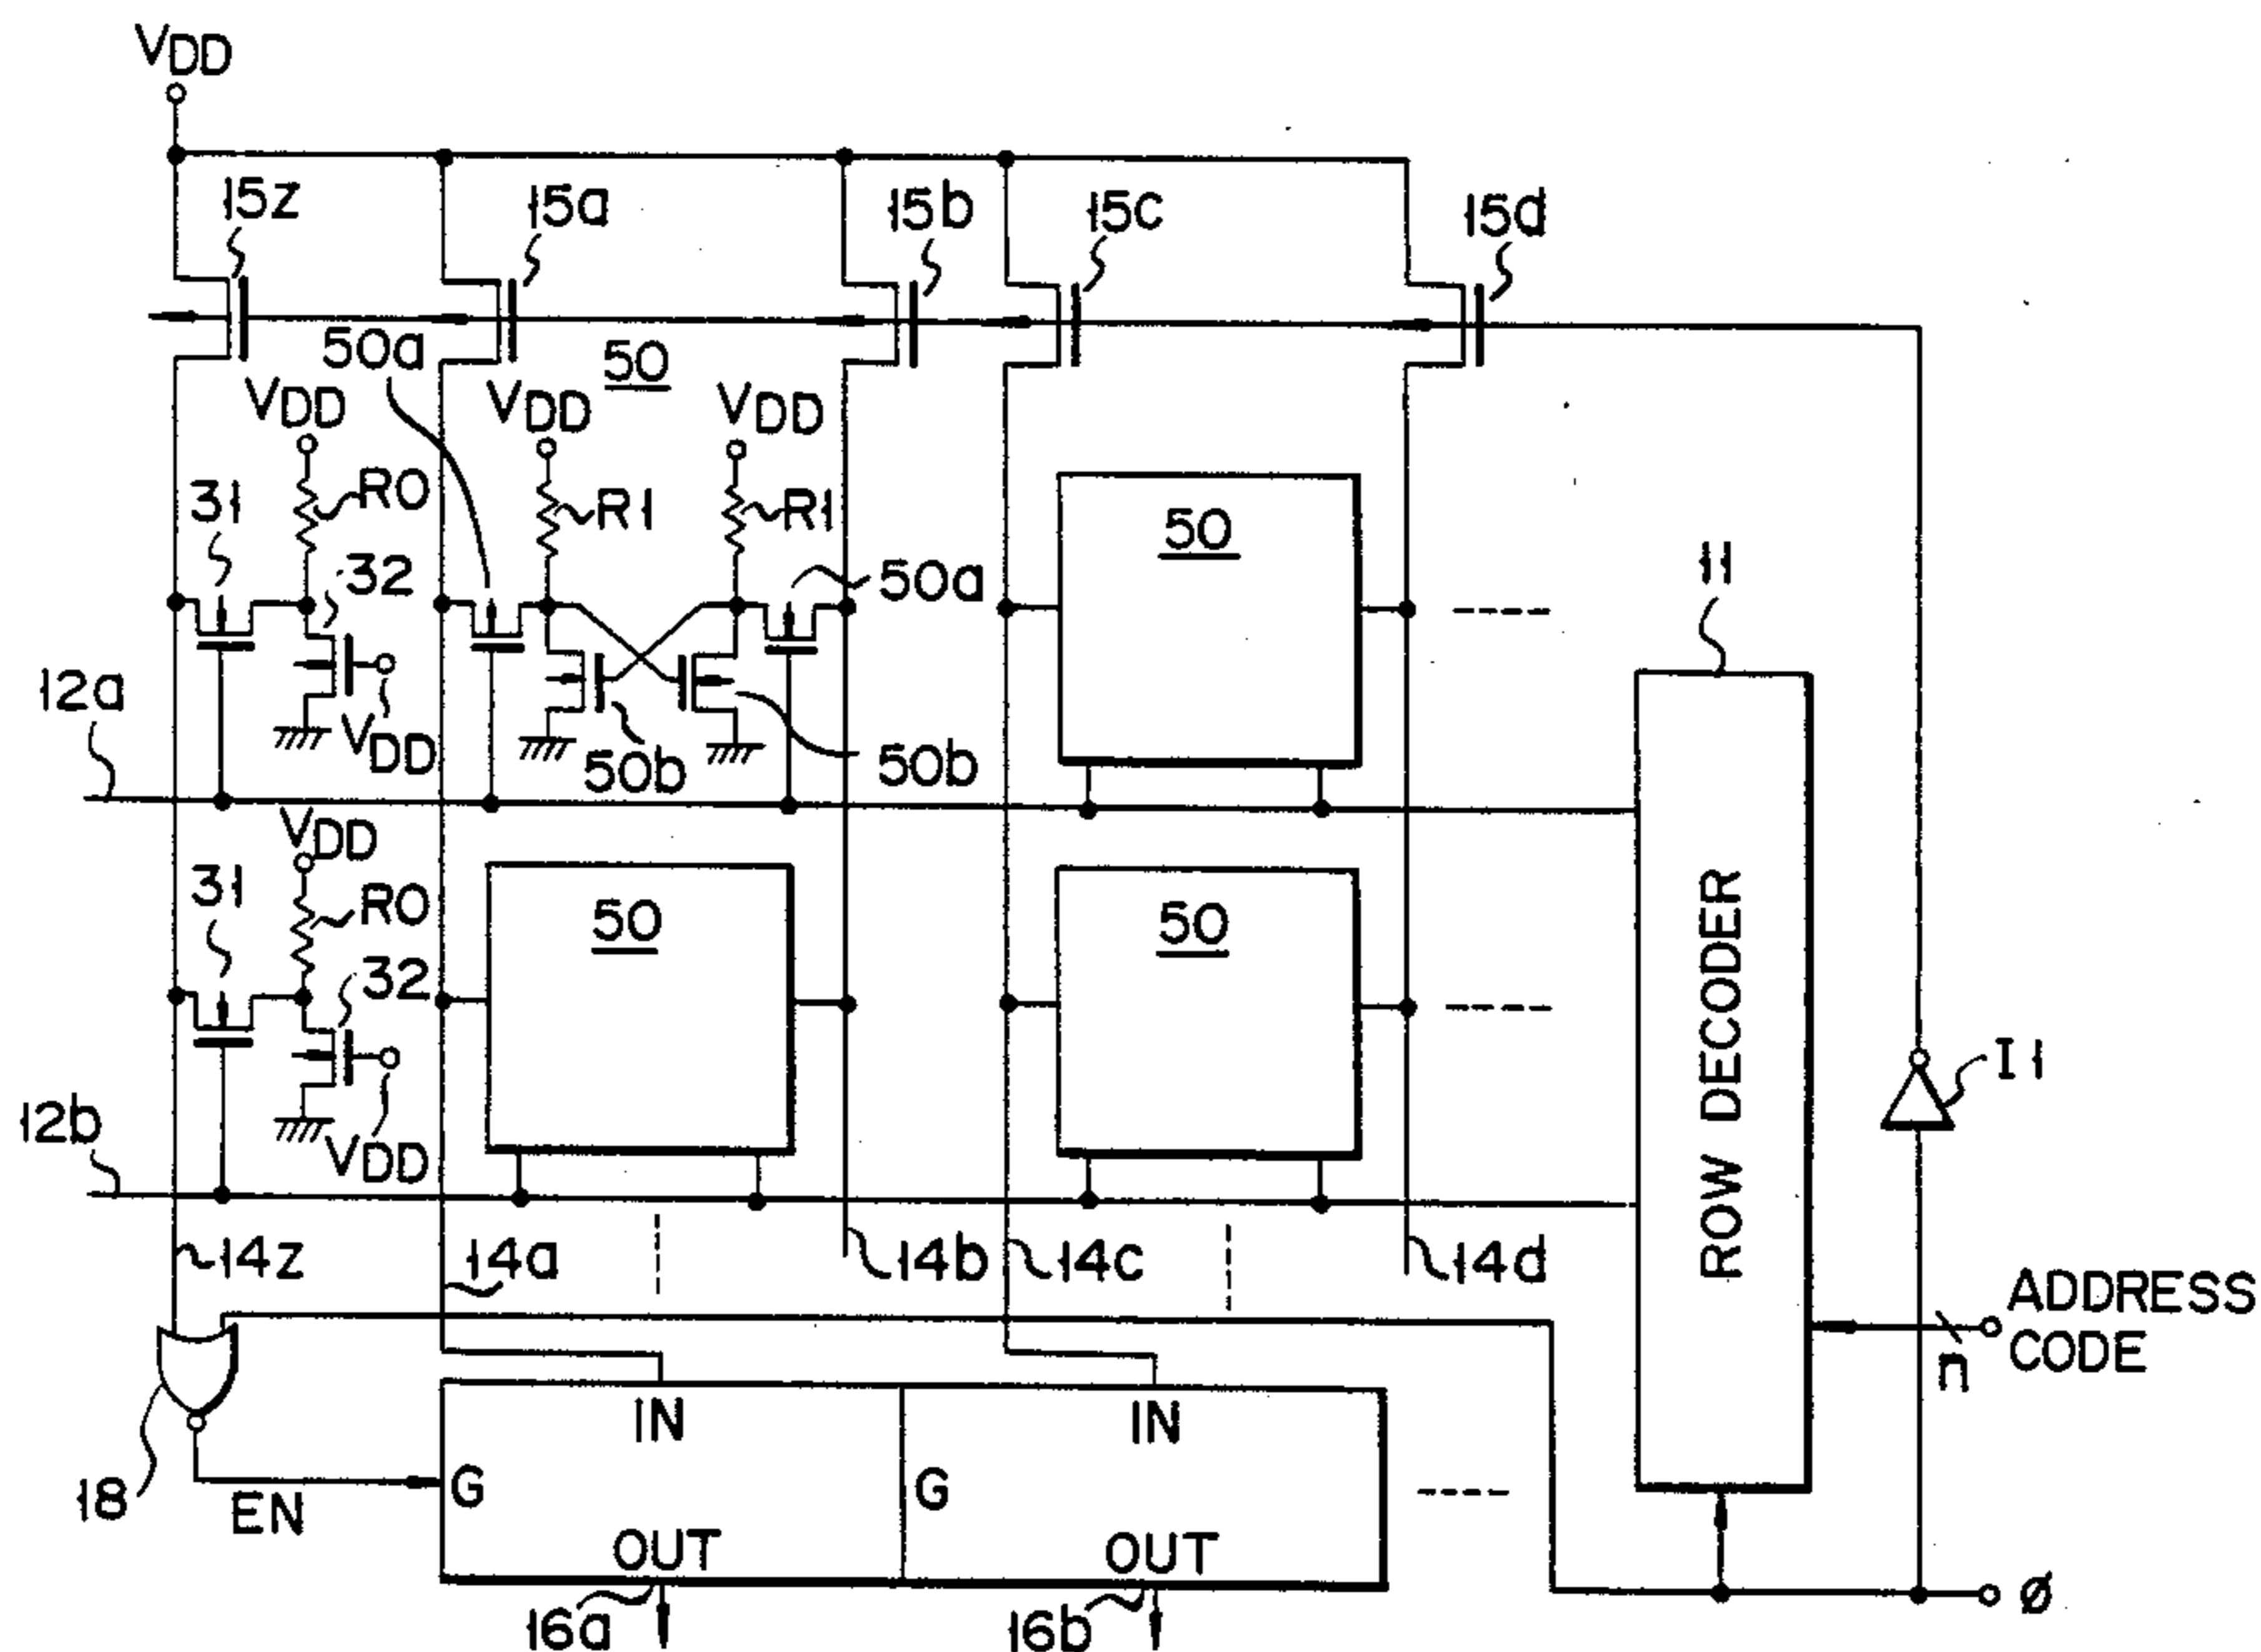 VDD
15z
15a
15b
15c
15d
50a
50
VDD
VDD
VDD
31
R0
R1
R1
50
32
50a
11
12a
VDD
50b
50b
VDD
31
R0
50
50
32
ROW DECODER
I1
12b
VDD
14z
14a
14b
14c
14d
ADDRESS
CODE
n
IN
IN
18
G
G
EN
OUT
OUT
16a
16b
Ø